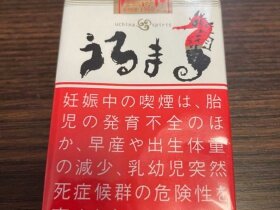 uchina spirit
うるま
妊娠中の喫煙は、胎
児の発育不全のほ
か、早産や出生体重
の減少、乳幼児突然
死症候群の危険性を